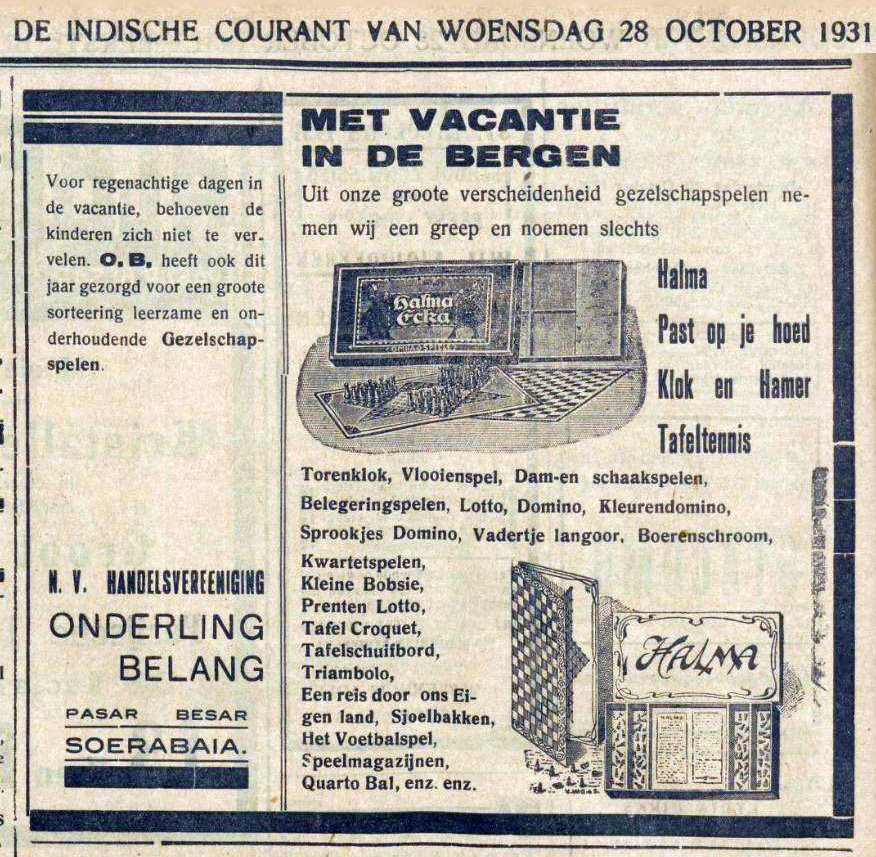 DE INDISCHE COURANT VAN WOENSDAG 28 OCTOBER 1931
Voor regenachtige dagen in
de vacantie, behoeven de
kinderen zich niet te ver-
velen. O. B. heeft ook dit
jaar gezorgd voor een groote
sorteering leerzame en on-
derhoudende Gezelschap-
spelen.
N. V. HANDELSVEREENIGING
ONDERLING
BELANG
PASAR BESAR
SOERABAIA.
MET VACANTIE
IN DE BERGEN
Uit onze groote verscheidenheid gezelschapspelen ne-
men wij een greep en noemen slechts
Halma
Ecka
Halma
Past op je hoed
Klok en Hamer
Tafeltennis
Torenklok, Vlooienspel, Dam-en schaakspelen,
Belegeringspelen, Lotto, Domino, Kleurendomino,
Sprookjes Domino, Vadertje langoor, Boerenschroom,
Kwartetspelen,
Kleine Bobsie,
Prenten Lotto,
Tafel Croquet,
Tafelschuifbord,
Triambolo,
Een reis door ons Ei-
gen land, Sjoelbakken,
Het Voetbalspel,
Speelmagazijnen,
Quarto Bal, enz. enz.
HALMA
HALMA